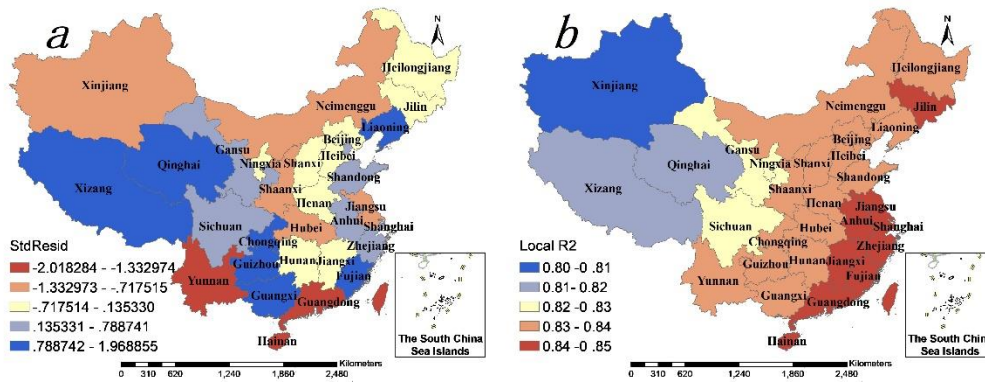 a
N
Heilongjiang
Xinjiang
Jilin
Neimenggu
Liaoning
Beijing
Gansu
Heibei
Qinghai
Ningxia
Shanxi
Shandong
Xizang
Shaanxi
Henan
Jiangsu
Anhui
Shanghai
Sichuan
Hubei
Chongqing
Zhejiang
StdResid
Hunan
Jiangxi
-2.018284 - -1.332974
Guizhou
Fujian
-1.332973 - -.717515
Yunnan
Guangxi
Guangdong
-.717514 - .135330
.135331 - .788741
The South China
.788742 - 1.968855
Hainan
Sea Islands
Kilometers
0 310 620 1,240 1,860 2,480
b
N
Heilongjiang
Xinjiang
Jilin
Neimenggu
Liaoning
Beijing
Gansu
Heibei
Qinghai
Ningxia
Shanxi
Shandong
Xizang
Shaanxi
Henan
Jiangsu
Anhui
Shanghai
Sichuan
Hubei
Chongqing
Zhejiang
Local R2
Hunan
Jiangxi
0.80 - 0.81
Guizhou
Fujian
0.81 - 0.82
Yunnan
Guangxi
Guangdong
0.82 - 0.83
0.83 - 0.84
The South China
0.84 - 0.85
Hainan
Sea Islands
Kilometers
0 310 620 1,240 1,860 2,480